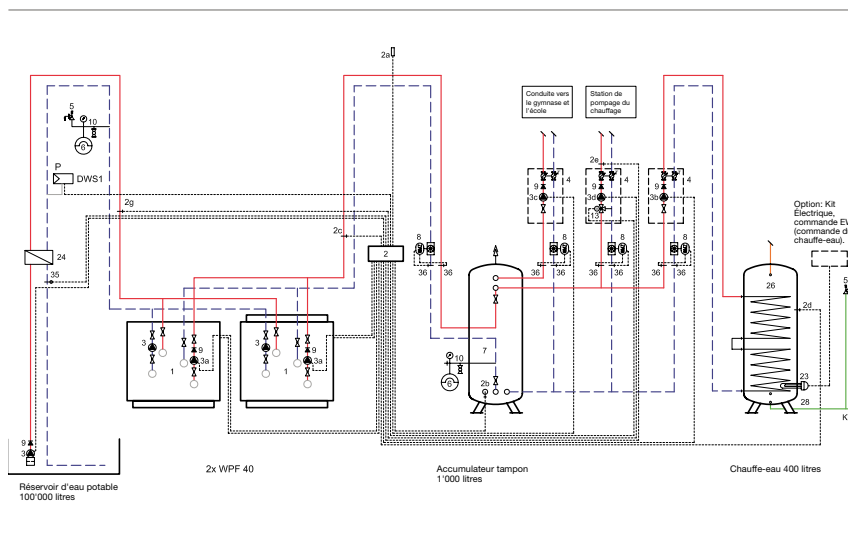 2a
Conduite vers
le gymnase et
l'école
Station de
pompage du
chauffage
5
10
6
P
DWS1
2g
2c
2
24
35
8
36
36
2e
4
9
3c
8
36
36
4
9
3d
13
8
36
36
4
9
3b
8
36
36
Option: Kit
Électrique,
commande EW
(commande du
chauffe-eau).
5
26
2d
23
28
K
3
9
3a
1
3
9
3a
1
7
10
6
2b
9
3
2x WPF 40
Accumulateur tampon
1'000 litres
Chauffe-eau 400 litres
Réservoir d'eau potable
100'000 litres